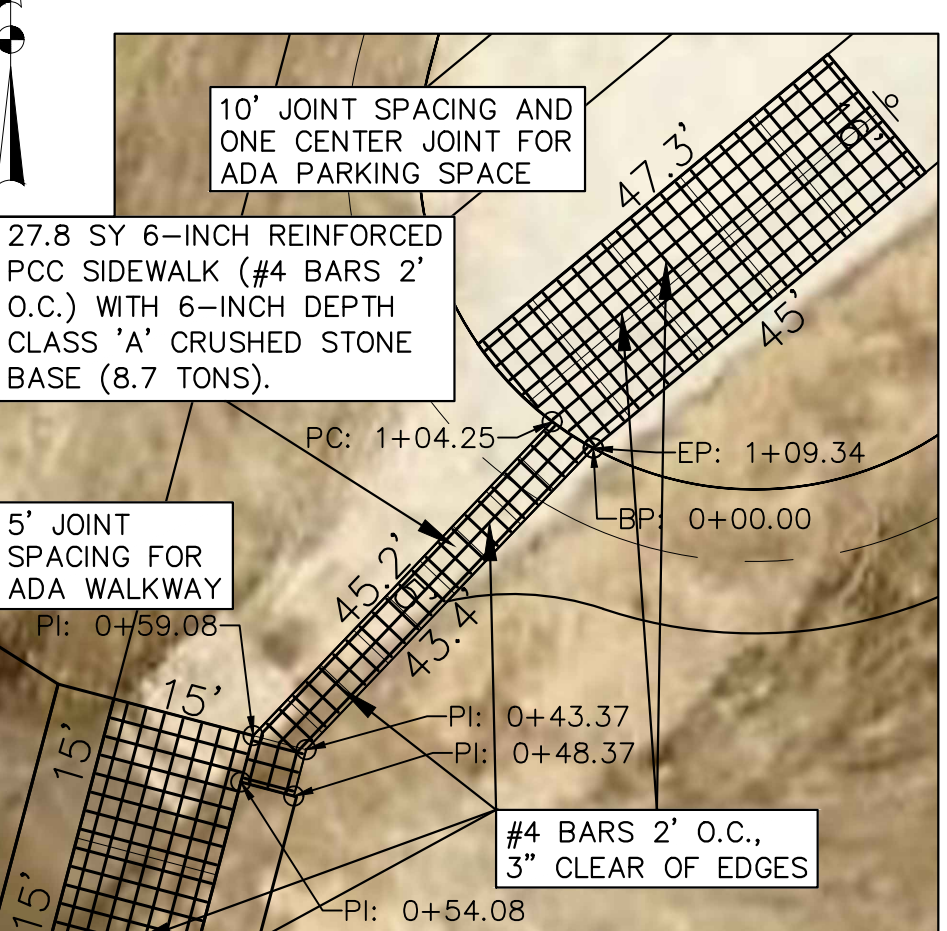 10' JOINT SPACING AND
ONE CENTER JOINT FOR
ADA PARKING SPACE
27.8 SY 6-INCH REINFORCED
PCC SIDEWALK (#4 BARS 2'
O.C.) WITH 6-INCH DEPTH
CLASS 'A' CRUSHED STONE
BASE (8.7 TONS).
47.3'
45'
PC: 1+04.25
EP: 1+09.34
BP: 0+00.00
5' JOINT
SPACING FOR
ADA WALKWAY
45.2'
43.4'
PI: 0+59.08
15'
15'
PI: 0+43.37
PI: 0+48.37
#4 BARS 2' O.C.,
3" CLEAR OF EDGES
15'
PI: 0+54.08